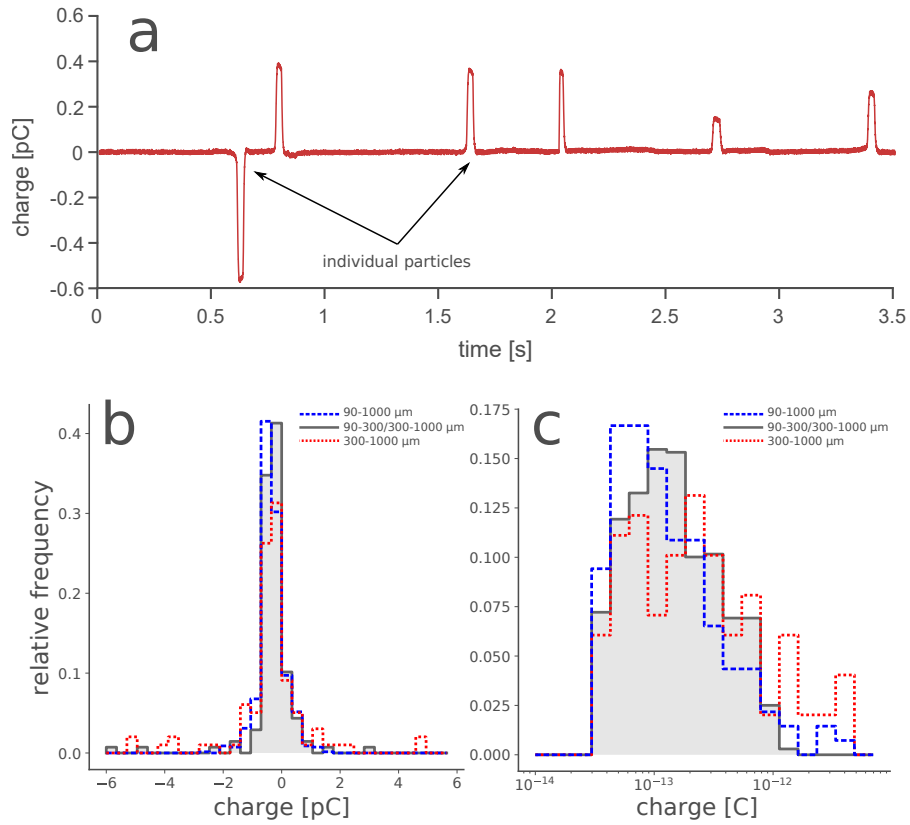 a
charge [pC]
0.6
0.4
0.2
0
-0.2
-0.4
-0.6
individual particles
0 0.5 1 1.5 2 2.5 3 3.5
time [s]
b
90-1000 μm
90-300/300-1000 μm
300-1000 μm
relative frequency
0.4
0.3
0.2
0.1
0.0
−6 −4 −2 0 2 4 6
charge [pC]
c
90-1000 μm
90-300/300-1000 μm
300-1000 μm
0.175
0.150
0.125
0.100
0.075
0.050
0.025
0.000
10⁻¹⁴ 10⁻¹³ 10⁻¹²
charge [C]